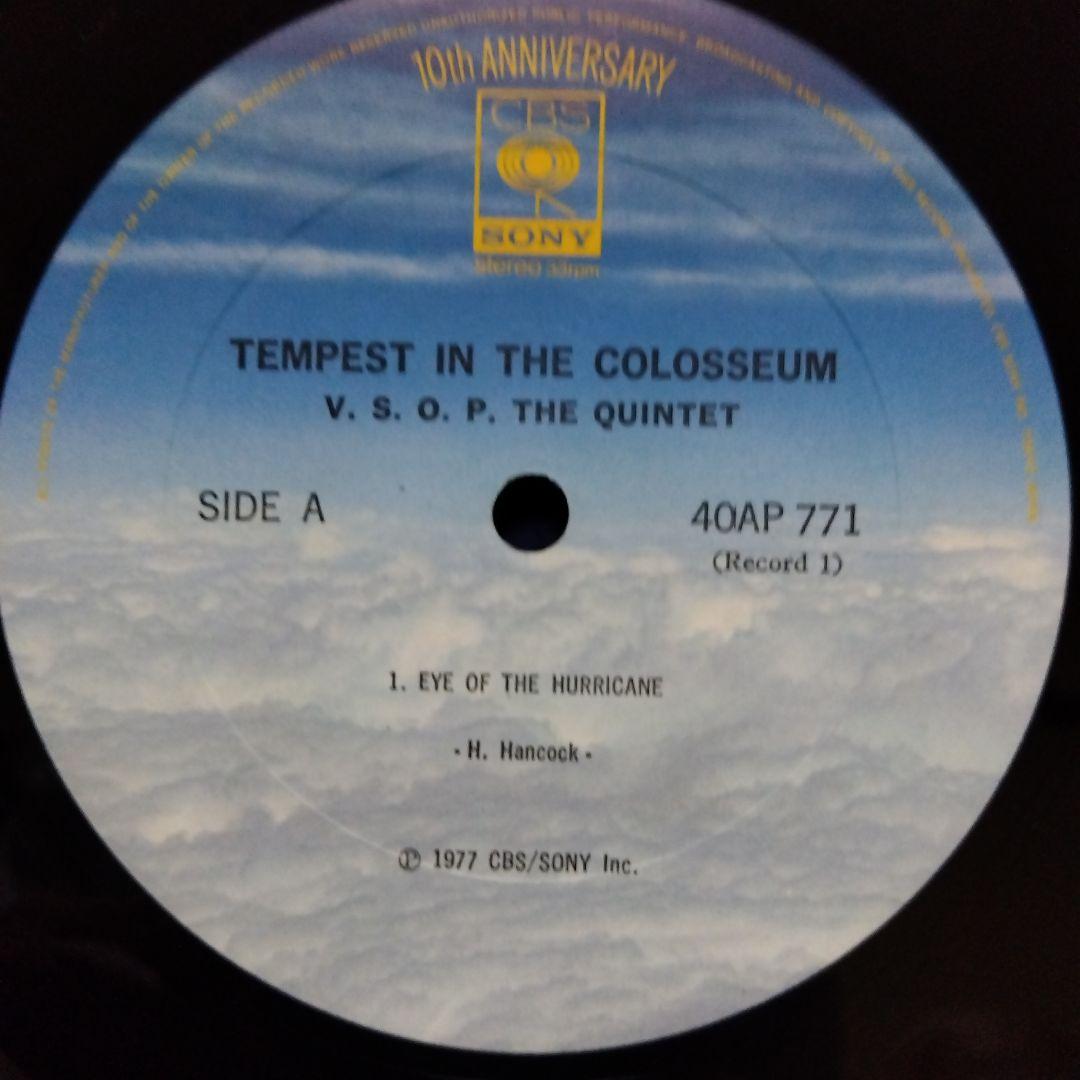 10th ANNIVERSARY
CBS
SONY
stereo 33rpm
TEMPEST IN THE COLOSSEUM
V. S. O. P. THE QUINTET
SIDE A
40AP 771
(Record 1)
1. EYE OF THE HURRICANE
- H. Hancock -
Ⓟ 1977 CBS/SONY Inc.